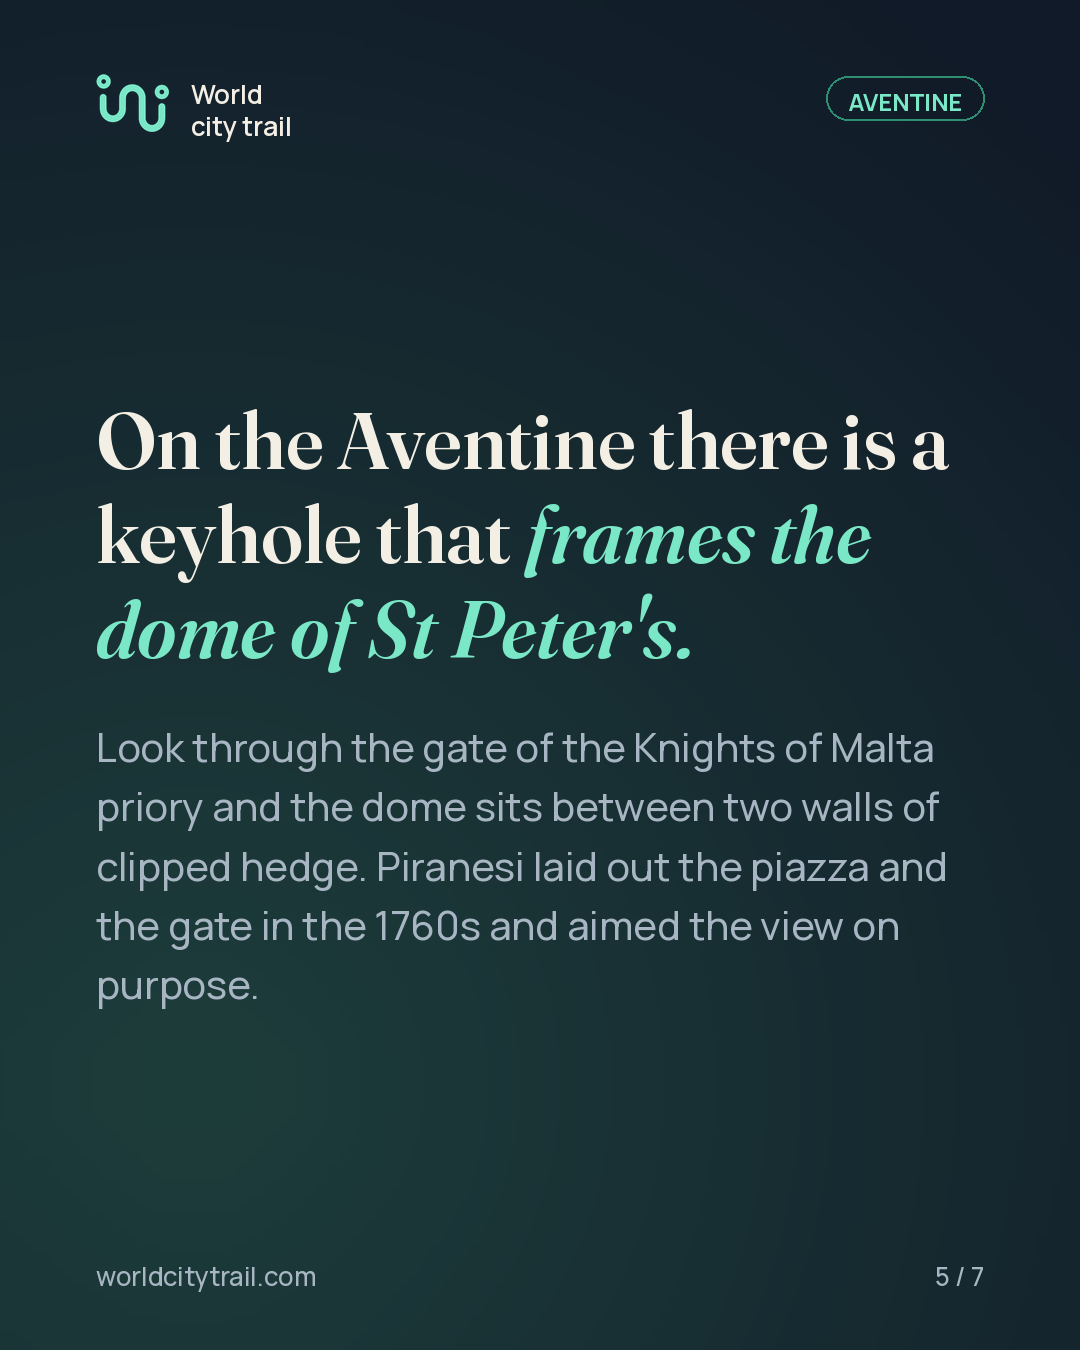 World
city trail
AVENTINE
On the Aventine there is a
keyhole that frames the
dome of St Peter's.
Look through the gate of the Knights of Malta
priory and the dome sits between two walls of
clipped hedge. Piranesi laid out the piazza and
the gate in the 1760s and aimed the view on
purpose.
worldcitytrail.com
5 / 7